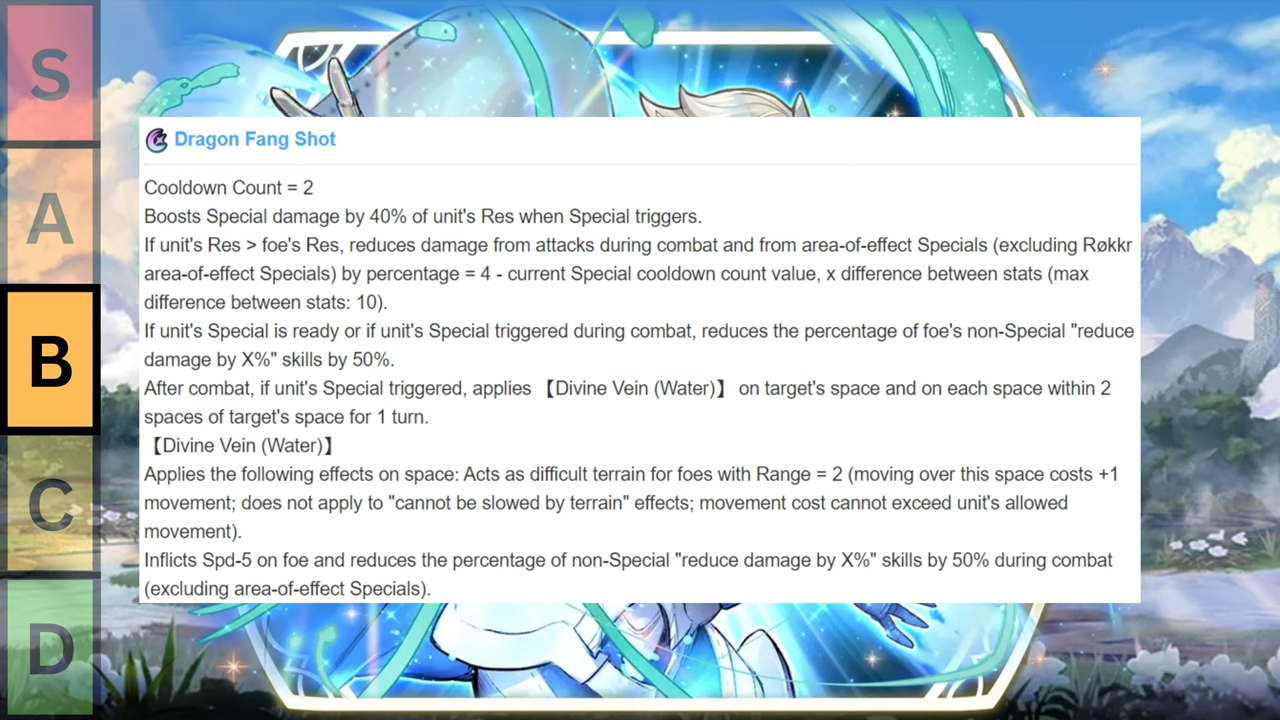 S
A
B
C
D
Dragon Fang Shot
Cooldown Count = 2
Boosts Special damage by 40% of unit's Res when Special triggers.
If unit's Res > foe's Res, reduces damage from attacks during combat and from area-of-effect Specials (excluding Røkkr
area-of-effect Specials) by percentage = 4 - current Special cooldown count value, x difference between stats (max
difference between stats: 10).
If unit's Special is ready or if unit's Special triggered during combat, reduces the percentage of foe's non-Special "reduce
damage by X%" skills by 50%.
After combat, if unit's Special triggered, applies 【Divine Vein (Water)】 on target's space and on each space within 2
spaces of target's space for 1 turn.
【Divine Vein (Water)】
Applies the following effects on space: Acts as difficult terrain for foes with Range = 2 (moving over this space costs +1
movement; does not apply to "cannot be slowed by terrain" effects; movement cost cannot exceed unit's allowed
movement).
Inflicts Spd-5 on foe and reduces the percentage of non-Special "reduce damage by X%" skills by 50% during combat
(excluding area-of-effect Specials).